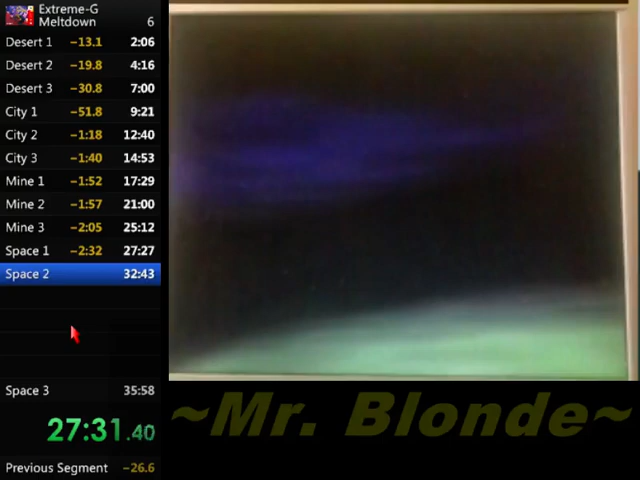 Extreme-G
Meltdown 6
Desert 1 −13.1 2:06
Desert 2 −19.8 4:16
Desert 3 −30.8 7:00
City 1 −51.8 9:21
City 2 −1:18 12:40
City 3 −1:40 14:53
Mine 1 −1:52 17:29
Mine 2 −1:57 21:00
Mine 3 −2:05 25:12
Space 1 −2:32 27:27
Space 2 32:43
Space 3 35:58
27:31.40
Previous Segment −26.6
~Mr. Blonde~